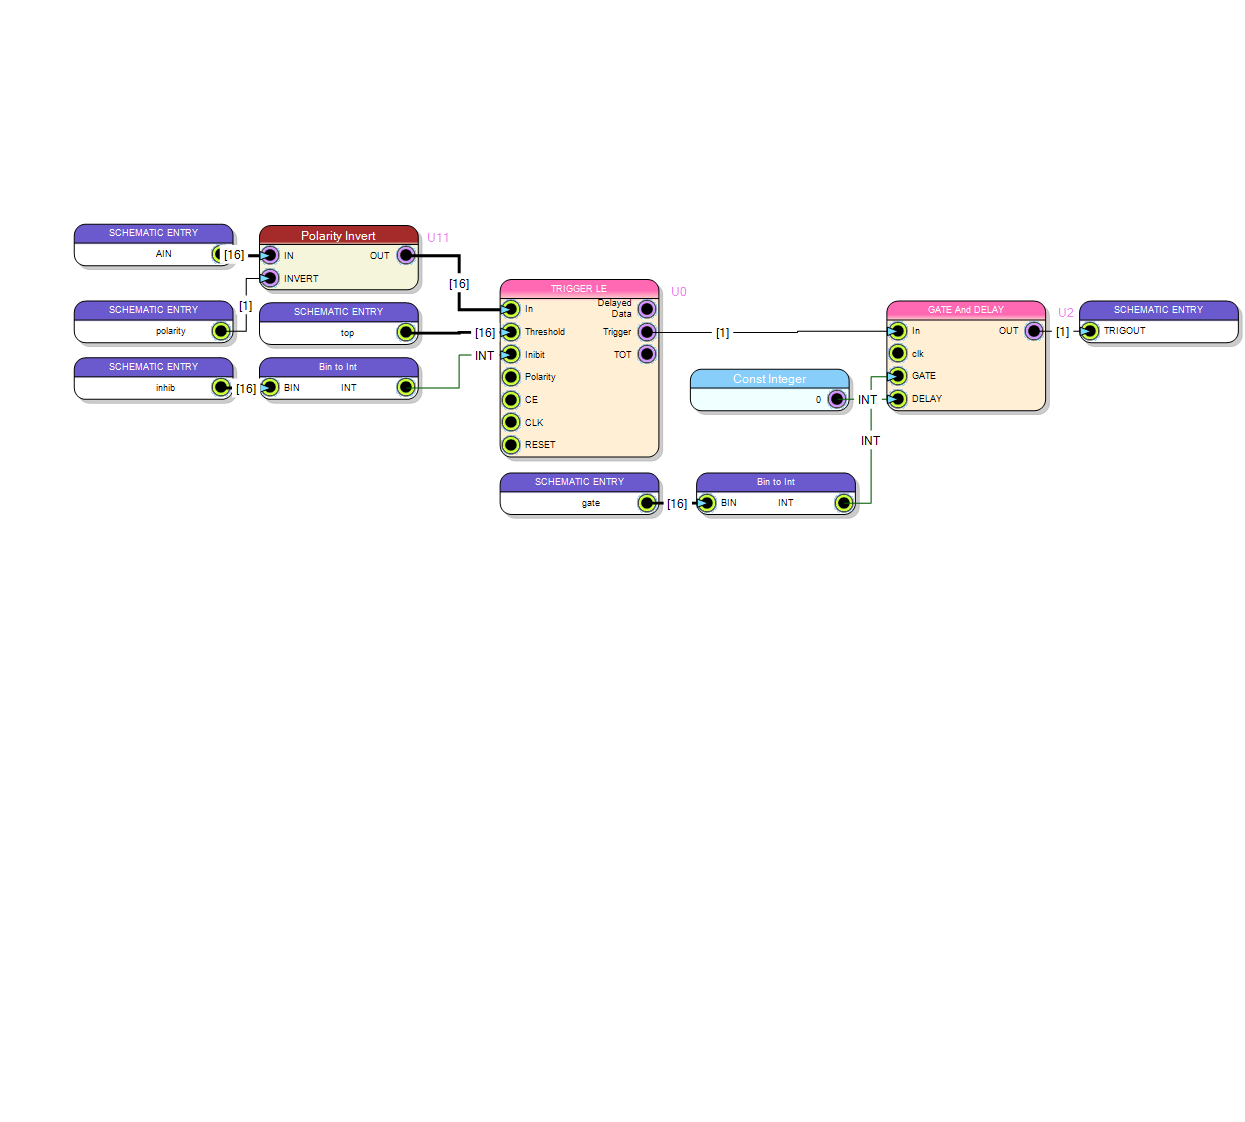 SCHEMATIC ENTRY
AIN
[16]
Polarity Invert
U11
IN
OUT
INVERT
[16]
[1]
SCHEMATIC ENTRY
polarity
SCHEMATIC ENTRY
top
[16]
SCHEMATIC ENTRY
inhib
[16]
Bin to Int
BIN
INT
INT
TRIGGER LE
U0
In
Delayed
Data
Threshold
Trigger
Inibit
TOT
Polarity
CE
CLK
RESET
[1]
Const Integer
0
INT
INT
GATE And DELAY
U2
In
OUT
clk
GATE
DELAY
[1]
SCHEMATIC ENTRY
TRIGOUT
SCHEMATIC ENTRY
gate
[16]
Bin to Int
BIN
INT